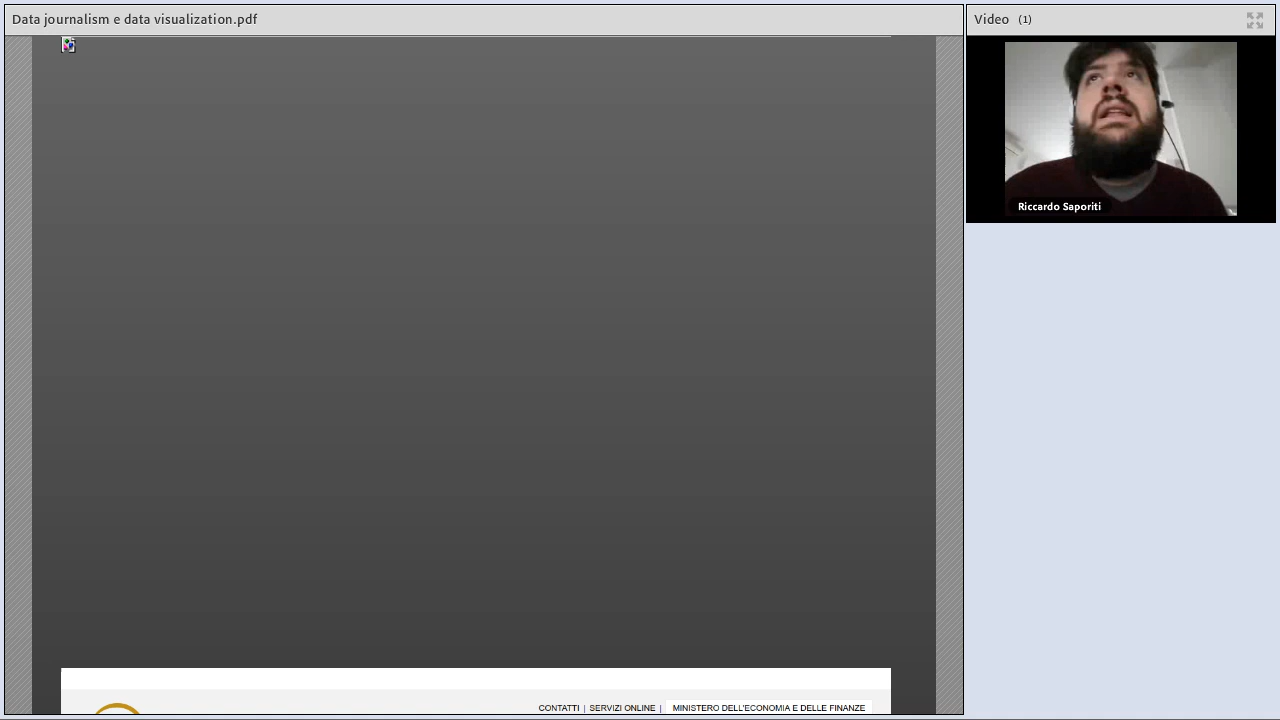 Data journalism e data visualization.pdf
Video (1)
Riccardo Saporiti
CONTATTI | SERVIZI ONLINE | MINISTERO DELL'ECONOMIA E DELLE FINANZE